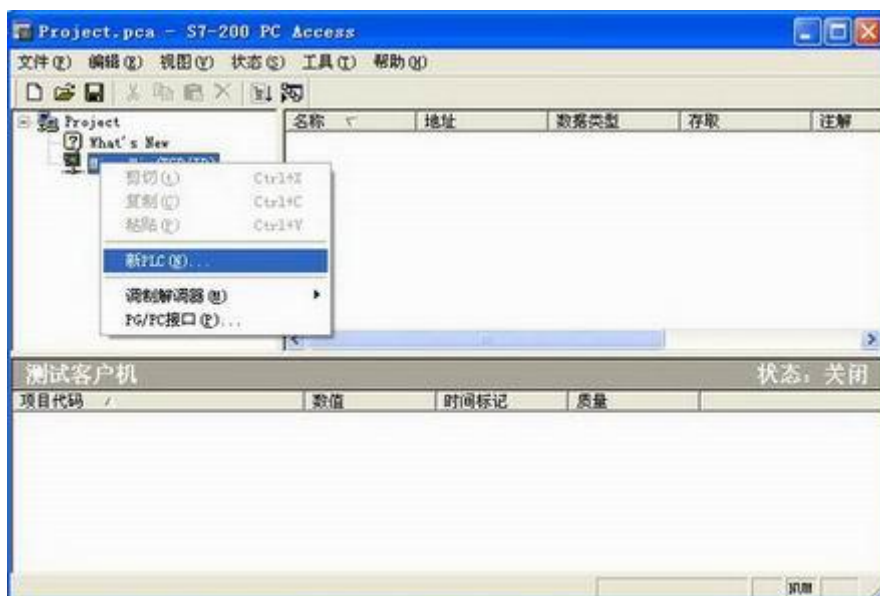 Project.pca - S7-200 PC Access
文件(F) 编辑(E) 视图(V) 状态(S) 工具(T) 帮助(H)
Project
名称 地址 数据类型 存取 注解
What's New
剪切(t) Ctrl+X
复制(C) Ctrl+C
粘贴(P) Ctrl+V
新PLC(N)...
调制解调器(M)
PG/PC接口(P)...
测试客户机 状态: 关闭
项目代码 数值 时间标记 质量
NUM